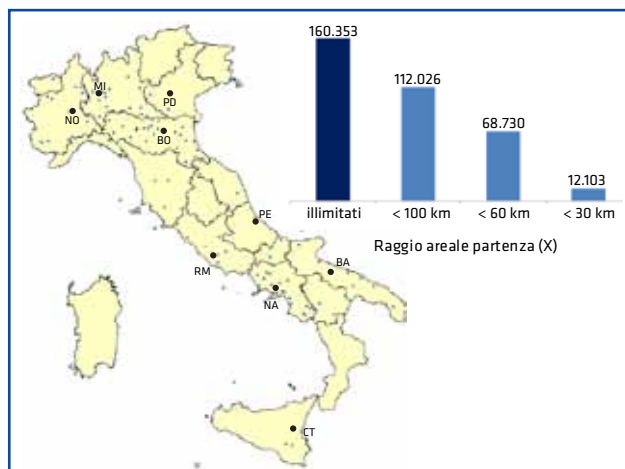 160.353
112.026
68.730
12.103
illimitati < 100 km < 60 km < 30 km
Raggio areale partenza (X)
MI
PD
NO
BO
PE
RM
BA
NA
CT